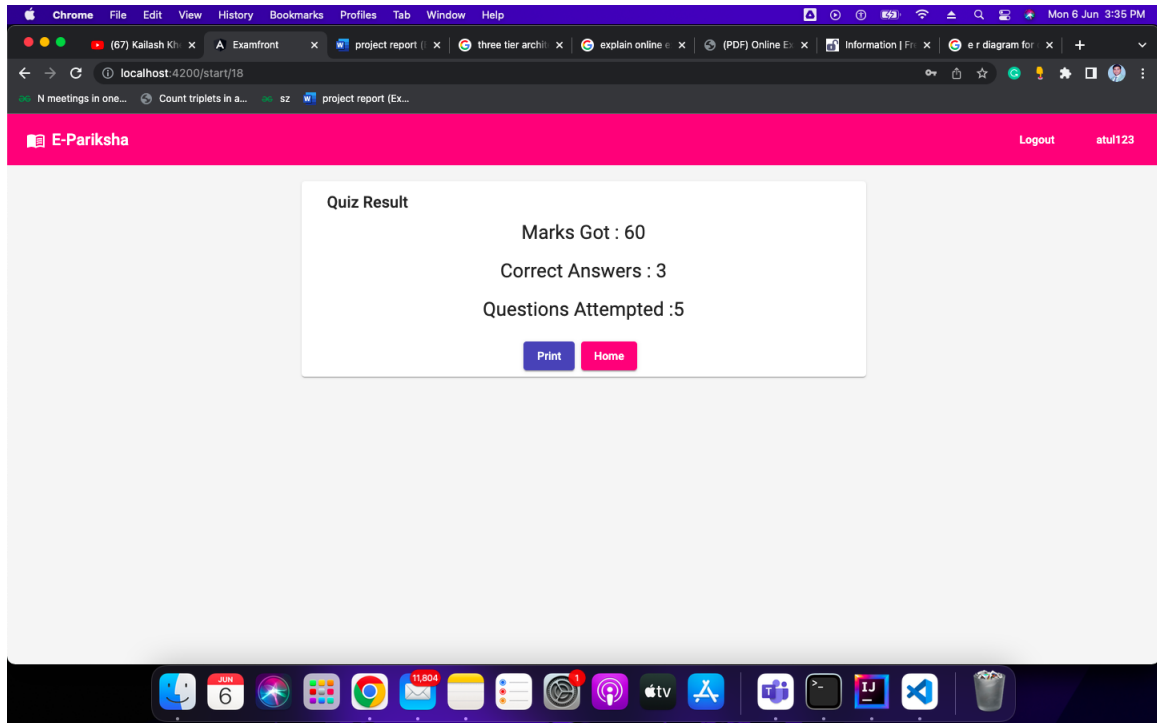 Chrome File Edit View History Bookmarks Profiles Tab Window Help Mon 6 Jun 3:35 PM
(67) Kailash Kh Examfront project report ( three tier archit explain online e (PDF) Online Ex Information | Fr e r diagram for
localhost:4200/start/18
N meetings in one... Count triplets in a... sz project report (Ex...
E-Pariksha Logout atul123
Quiz Result
Marks Got : 60
Correct Answers : 3
Questions Attempted :5
Print Home
11,804
JUN 1
6 tv IJ